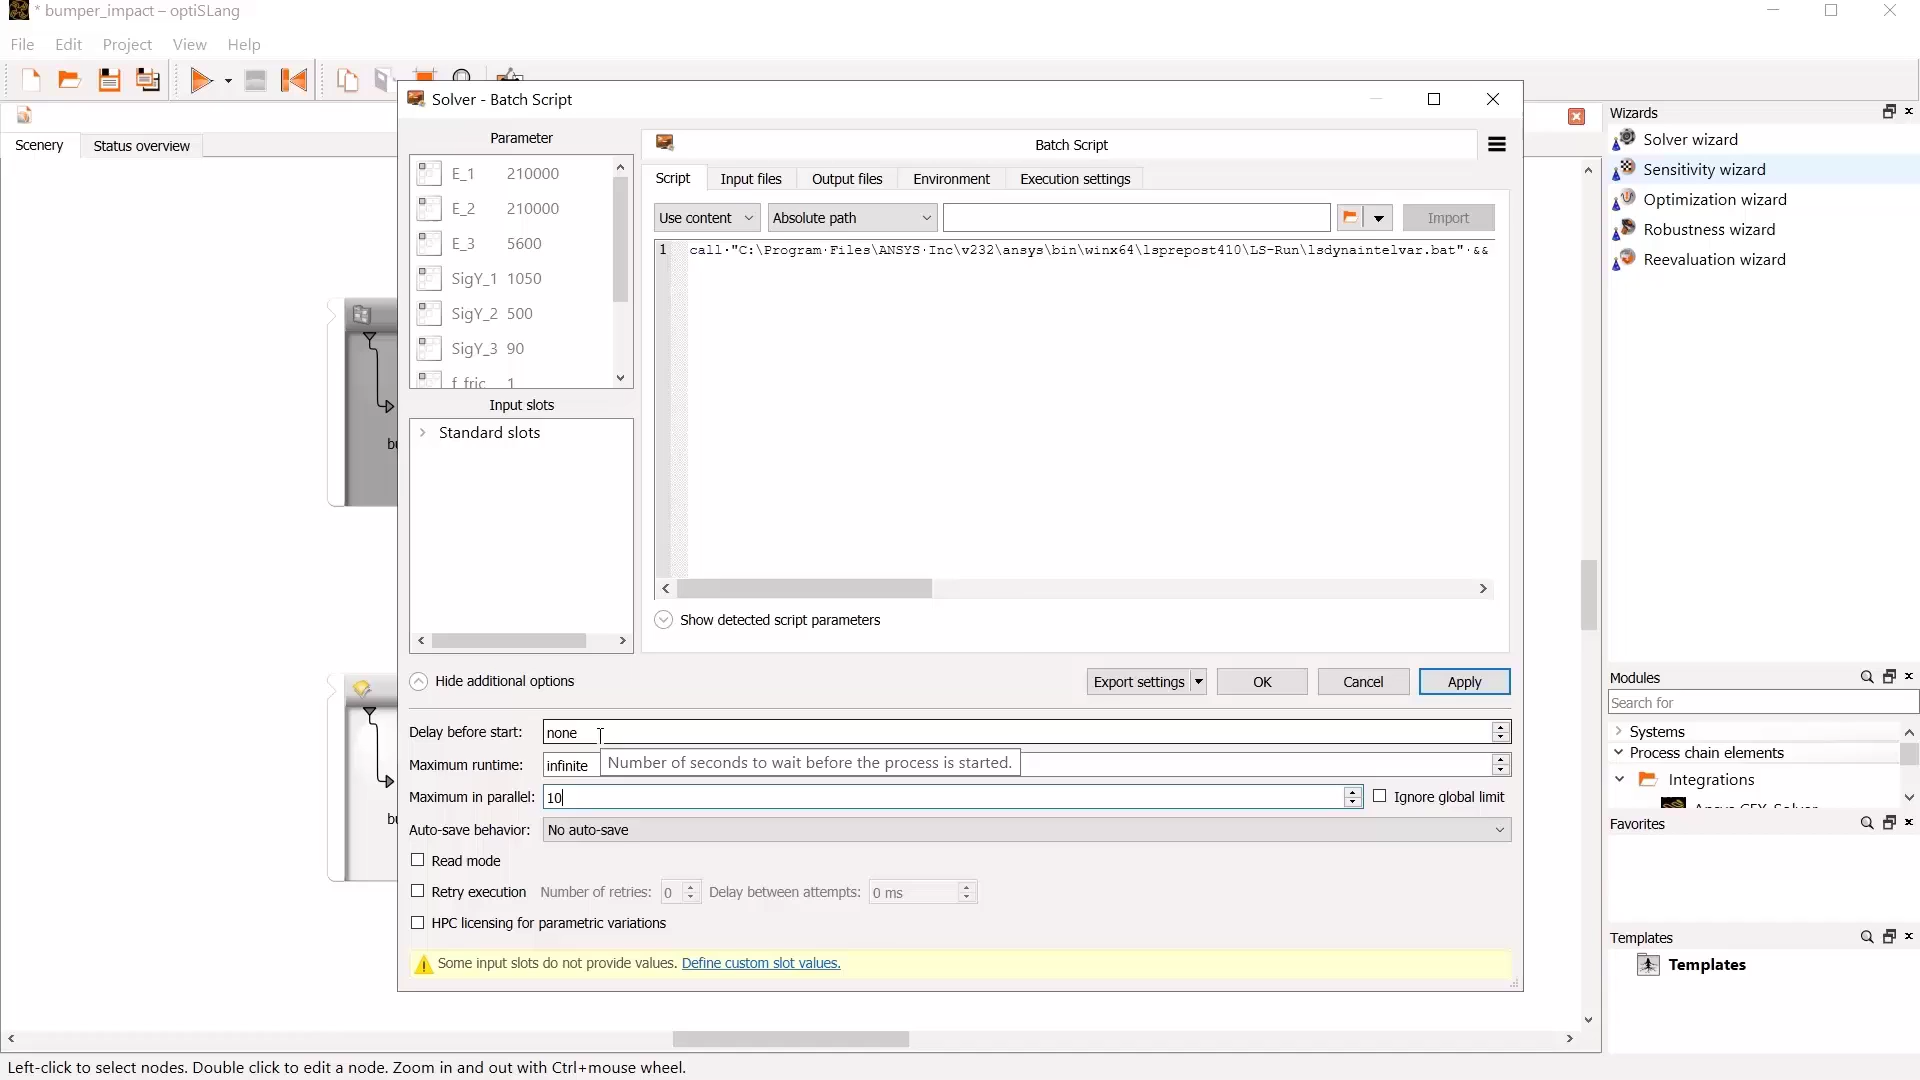 * bumper_impact – optiSLang
File Edit Project View Help
Solver - Batch Script
Scenery
Status overview
Parameter
E_1 210000
E_2 210000
E_3 5600
SigY_1 1050
SigY_2 500
SigY_3 90
f_fric 1
Input slots
Standard slots
Batch Script
Script Input files Output files Environment Execution settings
Use content Absolute path Import
1 call·"C:\Program·Files\ANSYS·Inc\v232\ansys\bin\winx64\lsprepost410\LS-Run\lsdynaintelvar.bat"·&&
Show detected script parameters
Hide additional options
Export settings OK Cancel Apply
Delay before start: none
Number of seconds to wait before the process is started.
Maximum runtime: infinite
Maximum in parallel: 10 Ignore global limit
Auto-save behavior: No auto-save
Read mode
Retry execution Number of retries: 0 Delay between attempts: 0 ms
HPC licensing for parametric variations
Some input slots do not provide values. Define custom slot values.
bu
bu
Wizards
Solver wizard
Sensitivity wizard
Optimization wizard
Robustness wizard
Reevaluation wizard
Modules
Search for
Systems
Process chain elements
Integrations
Ansys CFX Solver
Favorites
Templates
Templates
Left-click to select nodes. Double click to edit a node. Zoom in and out with Ctrl+mouse wheel.